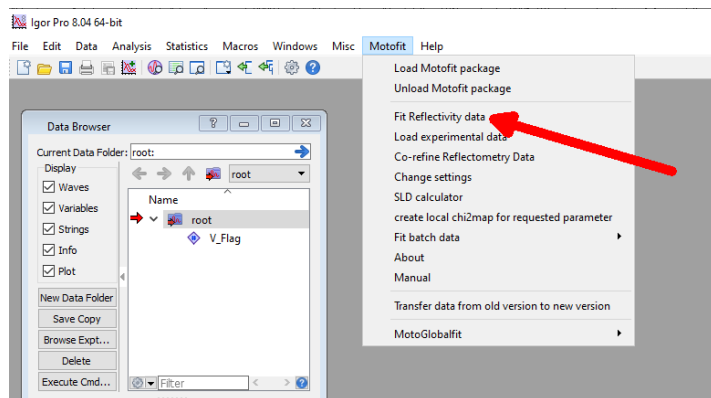 Igor Pro 8.04 64-bit
File Edit Data Analysis Statistics Macros Windows Misc Motofit Help
Load Motofit package
Unload Motofit package
Fit Reflectivity data
Load experimental data
Co-refine Reflectometry Data
Change settings
SLD calculator
create local chi2map for requested parameter
Fit batch data
About
Manual
Transfer data from old version to new version
MotoGlobalfit
Data Browser
Current Data Folder: root:
Display
Waves
Variables
Strings
Info
Plot
New Data Folder
Save Copy
Browse Expt...
Delete
Execute Cmd...
root
Name
root
V_Flag
Filter